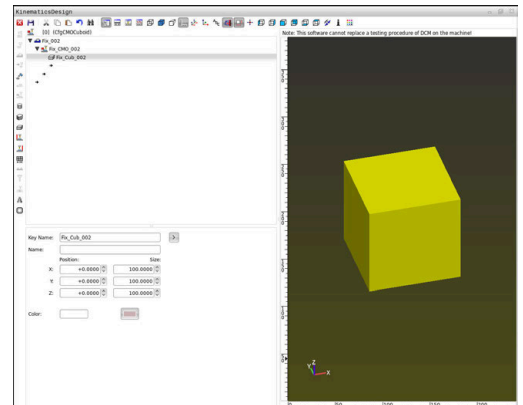 KinematicsDesign
[0] (CfgCMOCuboid)
Note: This software cannot replace a testing procedure of DCM on the machine!
Fix_002
Fix_CMO_002
Fix_Cub_002
Key Name: Fix_Cub_002 >
Name:
Position: Size:
X: +0.0000 100.0000
Y: +0.0000 100.0000
Z: +0.0000 100.0000
Color:
Z
Y
X